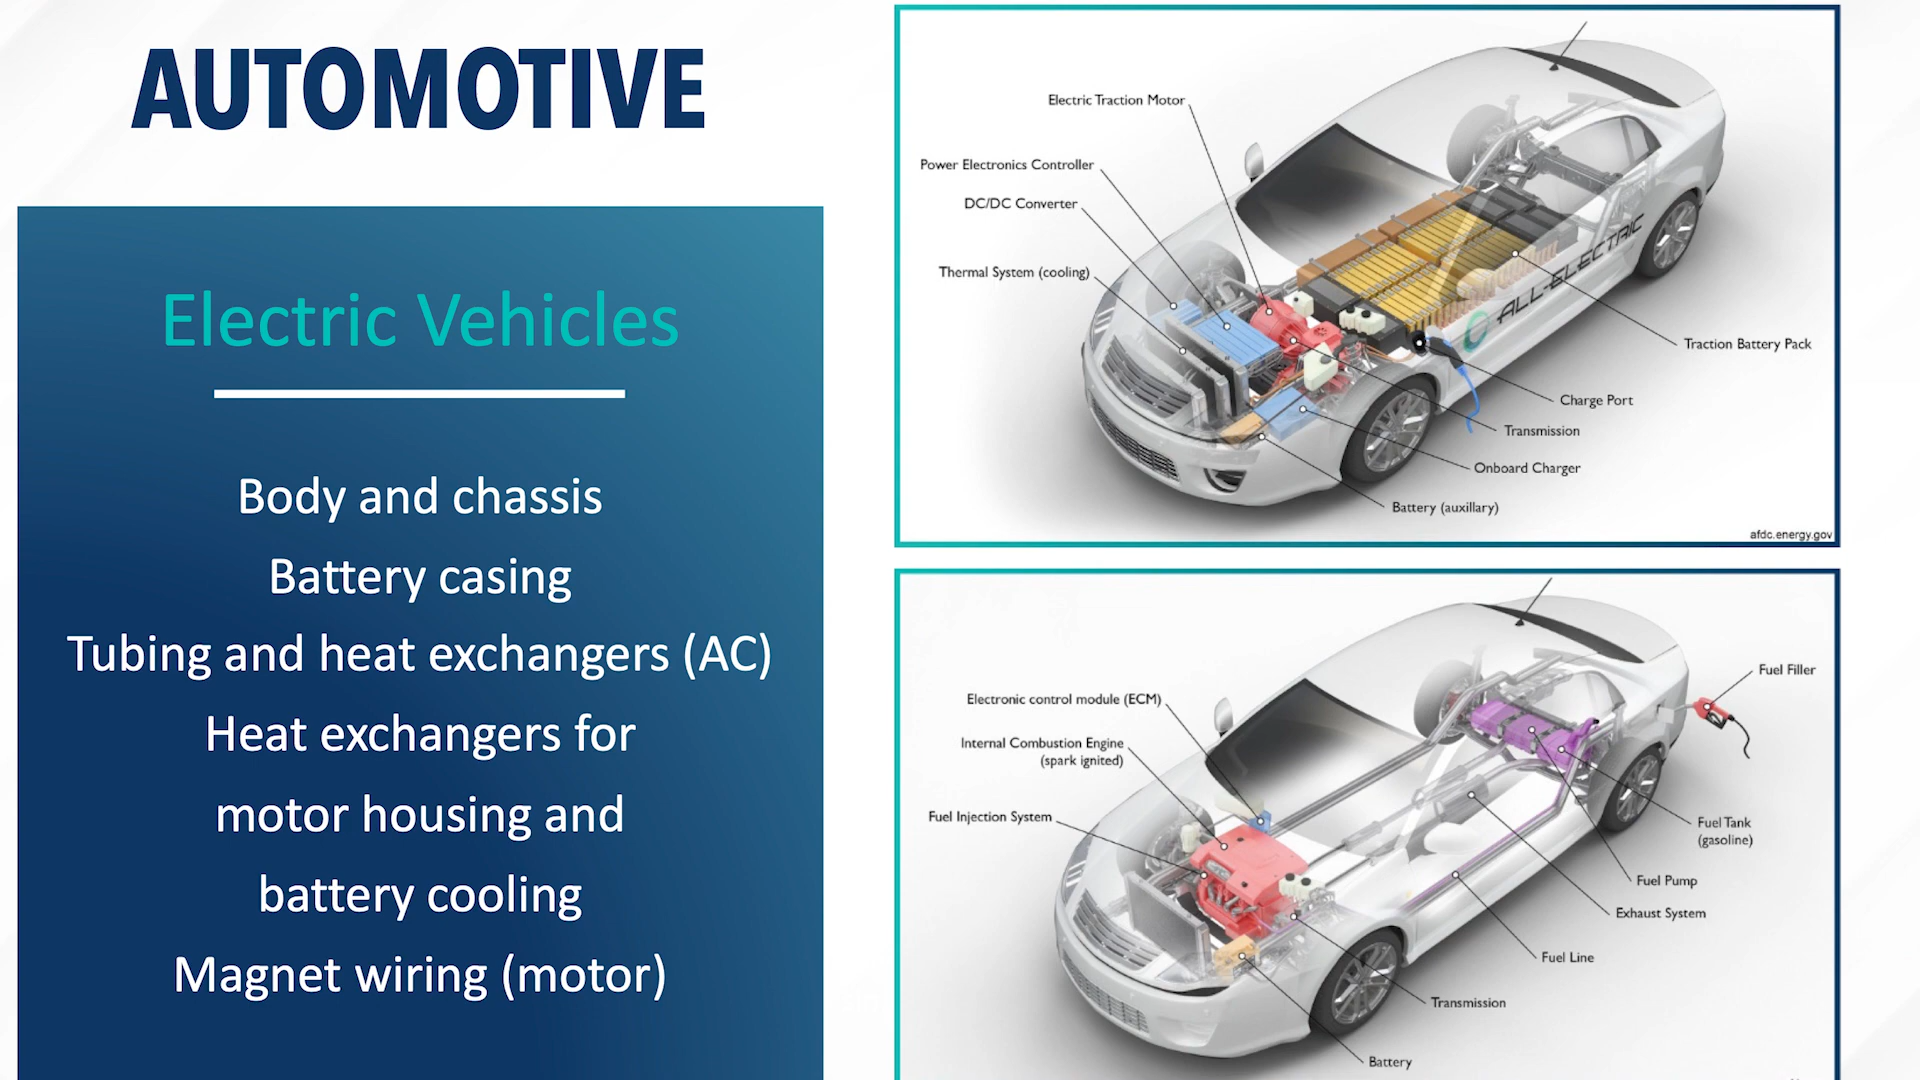 AUTOMOTIVE
Electric Vehicles
Body and chassis
Battery casing
Tubing and heat exchangers (AC)
Heat exchangers for
motor housing and
battery cooling
Magnet wiring (motor)
Electric Traction Motor
Power Electronics Controller
DC/DC Converter
Thermal System (cooling)
ALL-ELECTRIC
Traction Battery Pack
Charge Port
Transmission
Onboard Charger
Battery (auxillary)
afdc.energy.gov
Fuel Filler
Electronic control module (ECM)
Internal Combustion Engine
(spark ignited)
Fuel Injection System
Fuel Tank
(gasoline)
Fuel Pump
Exhaust System
Fuel Line
Transmission
Battery